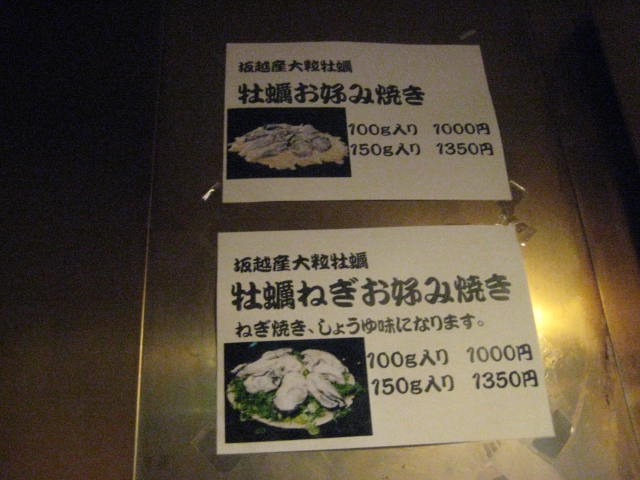 坂越産大粒牡蠣
牡蠣お好み焼き
100g入り 1000円
150g入り 1350円
坂越産大粒牡蠣
牡蠣ねぎお好み焼き
ねぎ焼き、しょうゆ味になります。
100g入り 1000円
150g入り 1350円